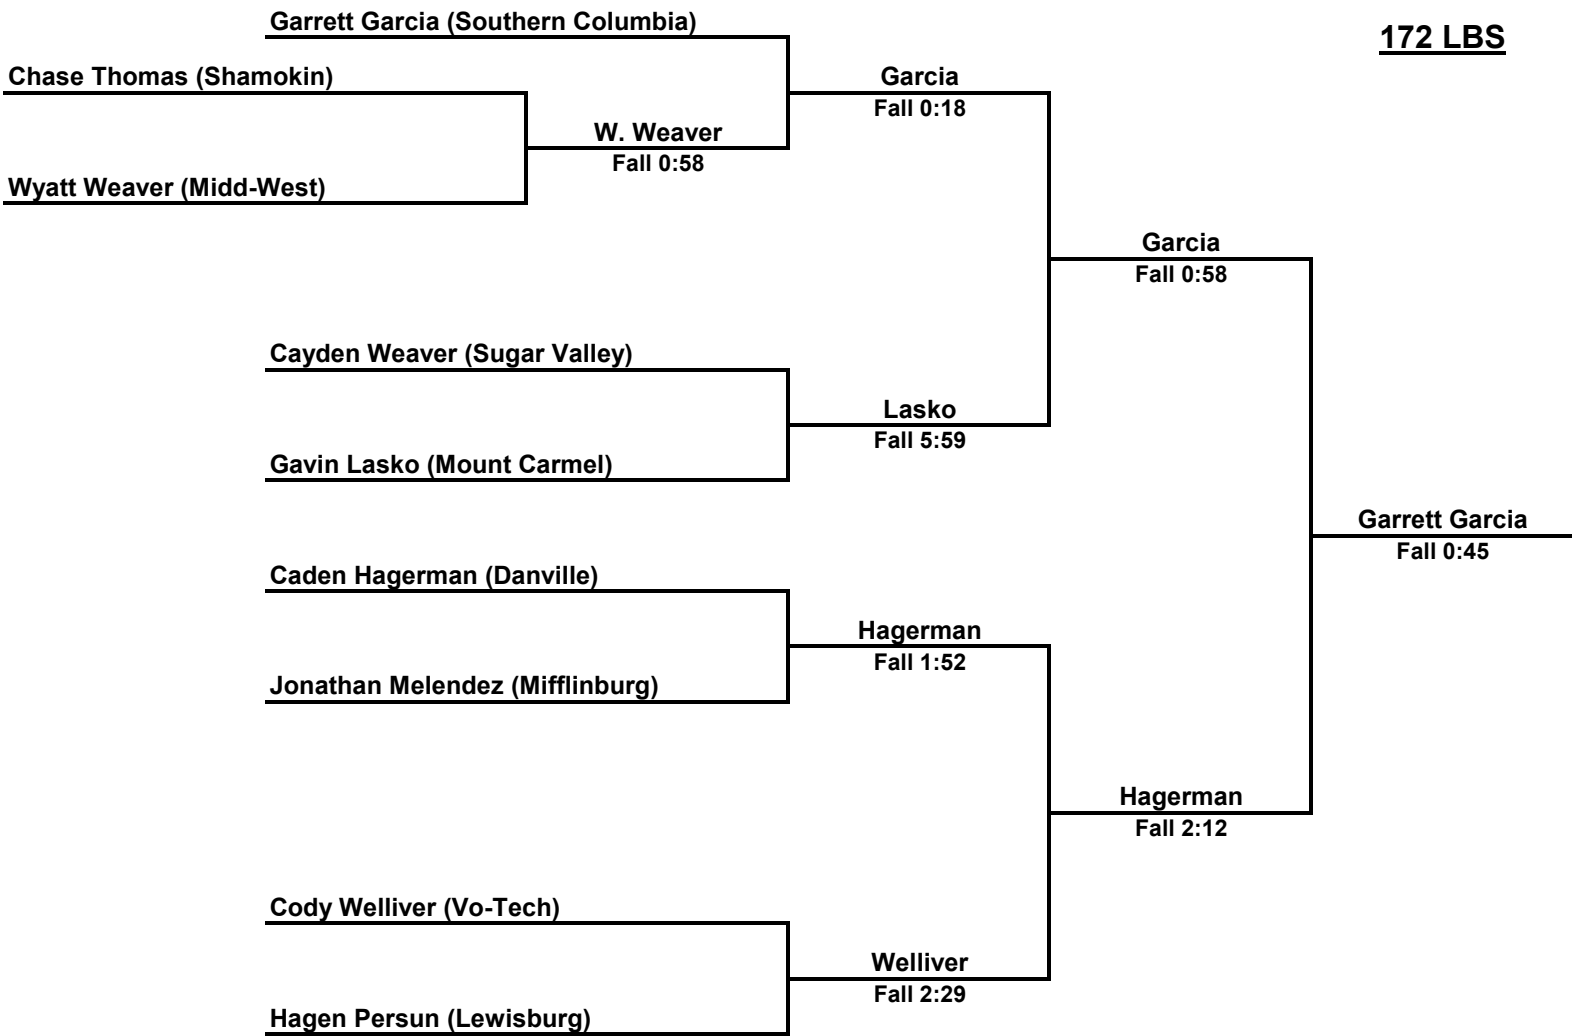 Garrett Garcia (Southern Columbia)
172 LBS
Chase Thomas (Shamokin)
Garcia
Fall 0:18
W. Weaver
Fall 0:58
Wyatt Weaver (Midd-West)
Garcia
Fall 0:58
Cayden Weaver (Sugar Valley)
Lasko
Fall 5:59
Gavin Lasko (Mount Carmel)
Garrett Garcia
Fall 0:45
Caden Hagerman (Danville)
Hagerman
Fall 1:52
Jonathan Melendez (Mifflinburg)
Hagerman
Fall 2:12
Cody Welliver (Vo-Tech)
Welliver
Fall 2:29
Hagen Persun (Lewisburg)